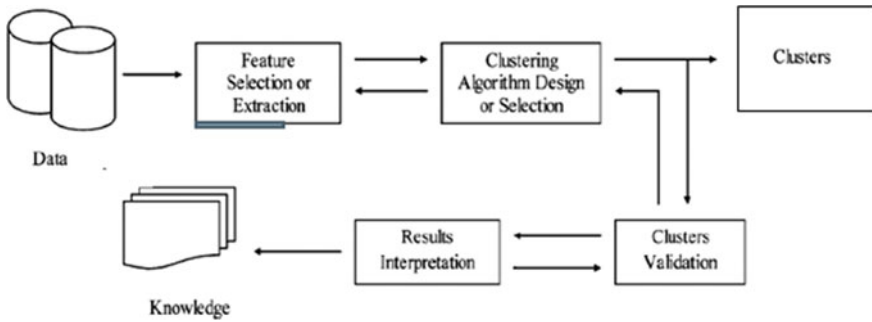 Feature
Selection or
Extraction
Clustering
Algorithm Design
or Selection
Clusters
Data
Results
Interpretation
Clusters
Validation
Knowledge